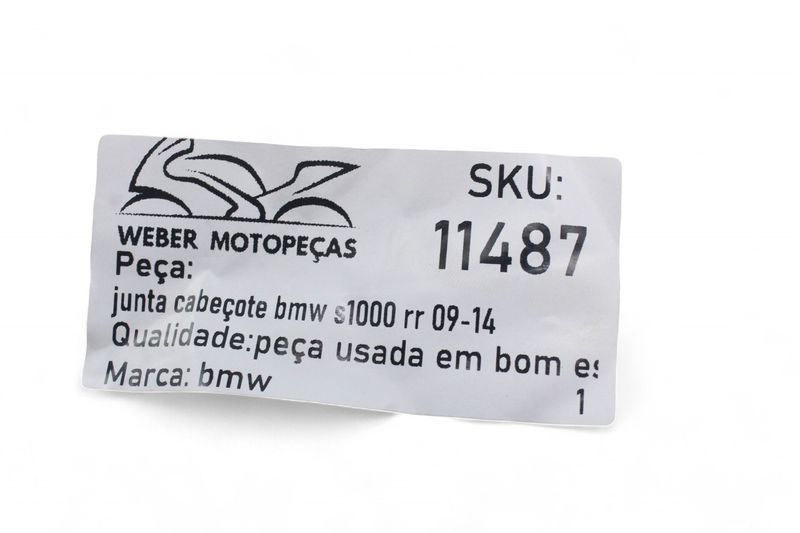 SKU:
11487
WEBER MOTOPEÇAS
Peça:
junta cabeçote bmw s1000 rr 09-14
Qualidade:peça usada em bom es
Marca: bmw
1